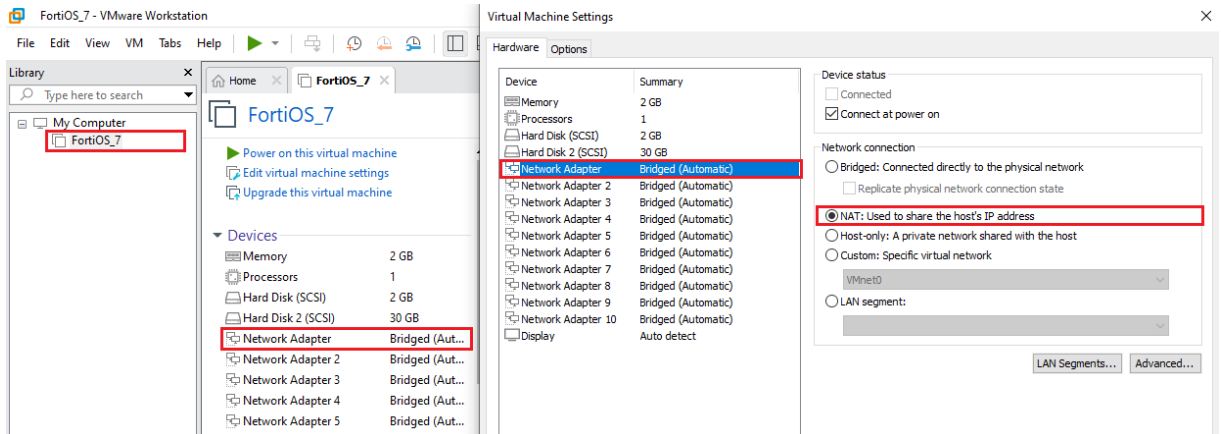 FortiOS_7 - VMware Workstation
File Edit View VM Tabs Help
Library
Type here to search
My Computer
FortiOS_7
Home
FortiOS_7
FortiOS_7
Power on this virtual machine
Edit virtual machine settings
Upgrade this virtual machine
Devices
Memory 2 GB
Processors 1
Hard Disk (SCSI) 2 GB
Hard Disk 2 (SCSI) 30 GB
Network Adapter Bridged (Aut...
Network Adapter 2 Bridged (Aut...
Network Adapter 3 Bridged (Aut...
Network Adapter 4 Bridged (Aut...
Network Adapter 5 Bridged (Aut...
Virtual Machine Settings
Hardware Options
Device Summary
Memory 2 GB
Processors 1
Hard Disk (SCSI) 2 GB
Hard Disk 2 (SCSI) 30 GB
Network Adapter Bridged (Automatic)
Network Adapter 2 Bridged (Automatic)
Network Adapter 3 Bridged (Automatic)
Network Adapter 4 Bridged (Automatic)
Network Adapter 5 Bridged (Automatic)
Network Adapter 6 Bridged (Automatic)
Network Adapter 7 Bridged (Automatic)
Network Adapter 8 Bridged (Automatic)
Network Adapter 9 Bridged (Automatic)
Network Adapter 10 Bridged (Automatic)
Display Auto detect
Device status
Connected
Connect at power on
Network connection
Bridged: Connected directly to the physical network
Replicate physical network connection state
NAT: Used to share the host's IP address
Host-only: A private network shared with the host
Custom: Specific virtual network
VMnet0
LAN segment:
LAN Segments... Advanced...